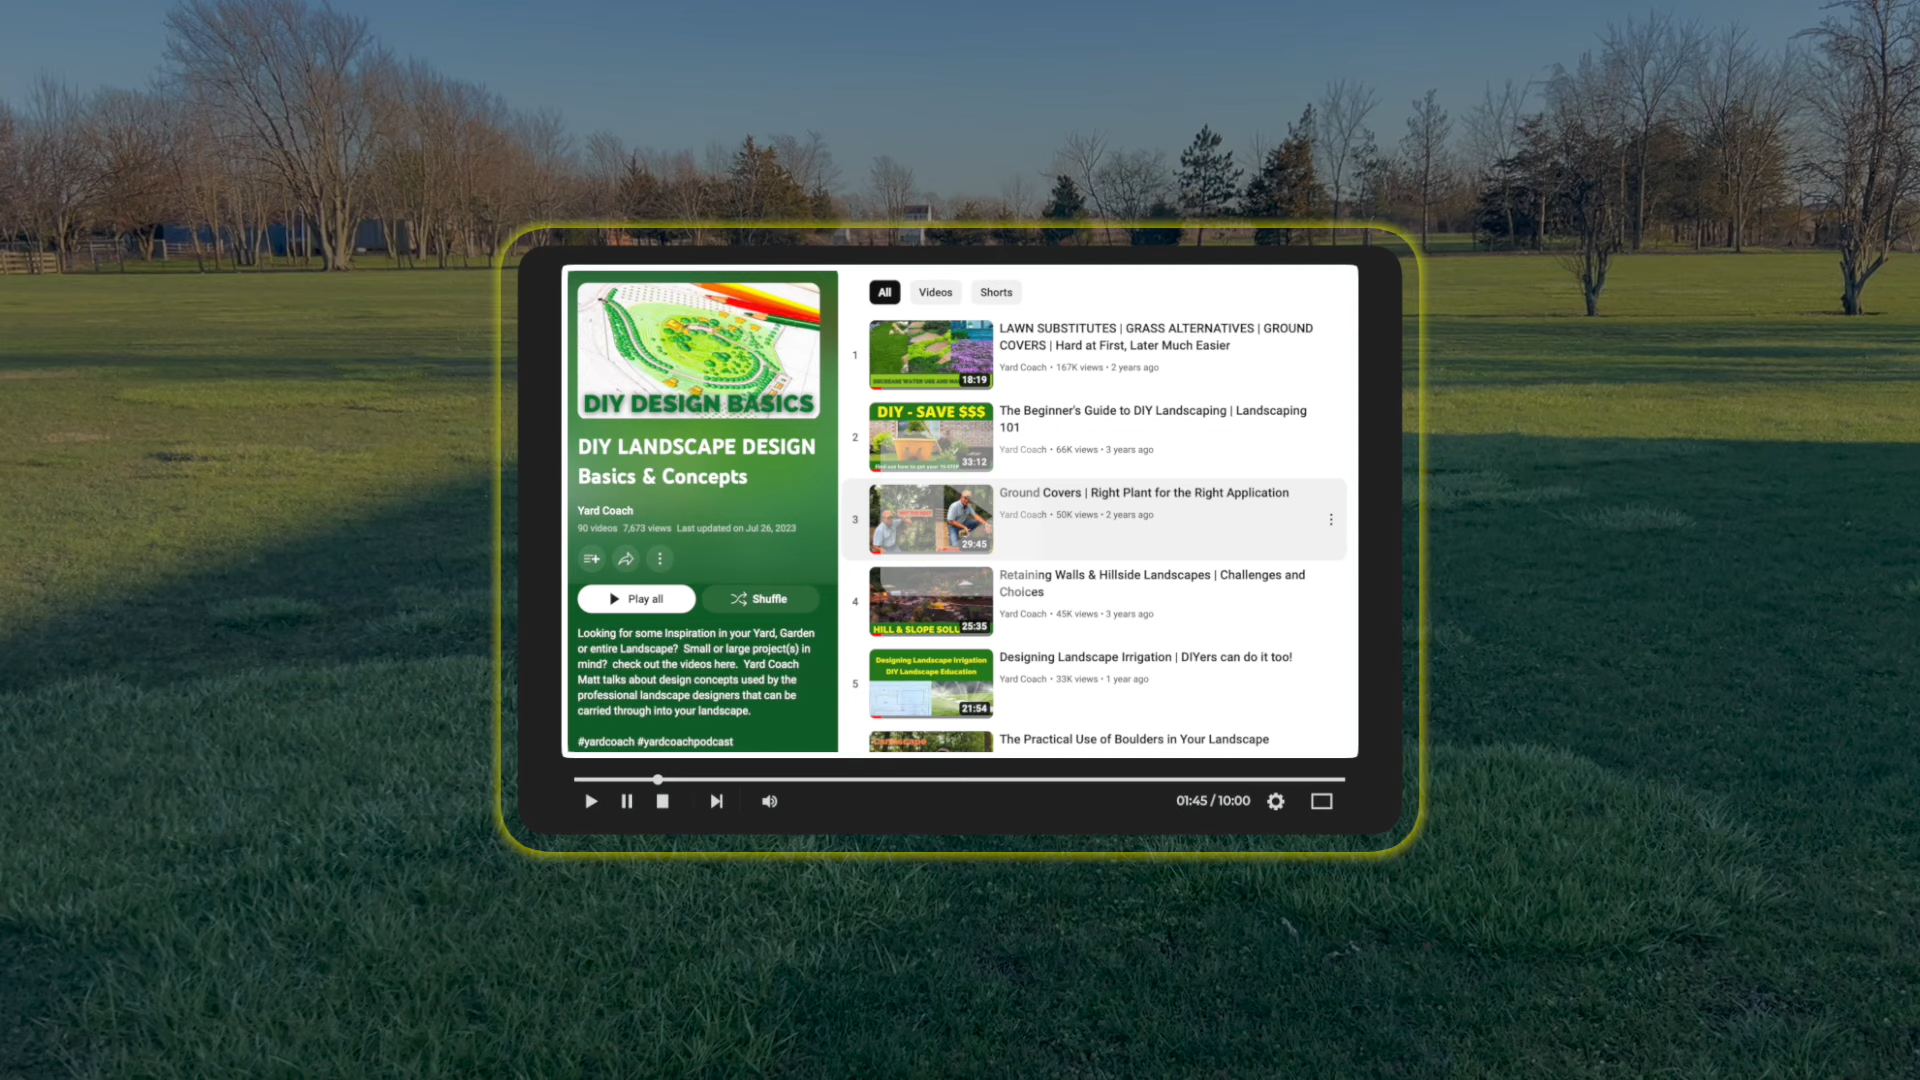 DIY DESIGN BASICS
DIY LANDSCAPE DESIGN
Basics & Concepts
Yard Coach
90 videos 7,673 views Last updated on Jul 26, 2023
Play all
Shuffle
Looking for some Inspiration in your Yard, Garden
or entire Landscape? Small or large project(s) in
mind? check out the videos here. Yard Coach
Matt talks about design concepts used by the
professional landscape designers that can be
carried through into your landscape.
#yardcoach #yardcoachpodcast
All
Videos
Shorts
1
18:19
LAWN SUBSTITUTES | GRASS ALTERNATIVES | GROUND
COVERS | Hard at First, Later Much Easier
Yard Coach • 167K views • 2 years ago
2
DIY - SAVE $$$
33:12
The Beginner's Guide to DIY Landscaping | Landscaping
101
Yard Coach • 66K views • 3 years ago
3
29:45
Ground Covers | Right Plant for the Right Application
Yard Coach • 50K views • 2 years ago
4
HILL & SLOPE SOLU
25:35
Retaining Walls & Hillside Landscapes | Challenges and
Choices
Yard Coach • 45K views • 3 years ago
5
Designing Landscape Irrigation
DIY Landscape Education
21:54
Designing Landscape Irrigation | DIYers can do it too!
Yard Coach • 33K views • 1 year ago
The Practical Use of Boulders in Your Landscape
01:45 / 10:00